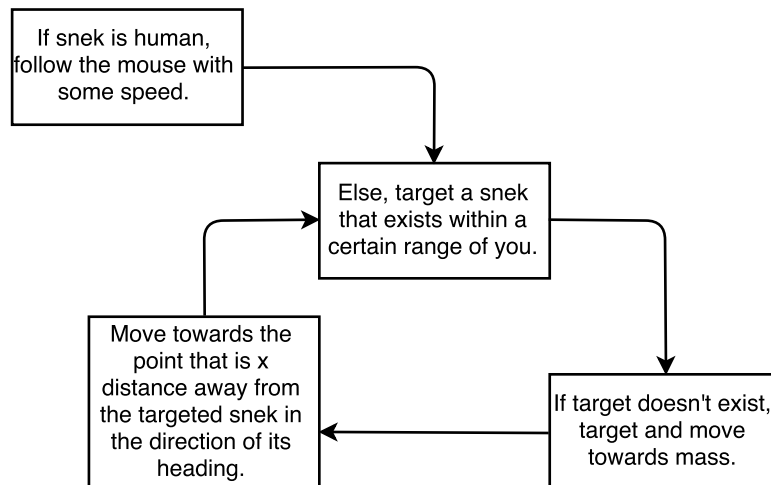 If snek is human,
follow the mouse with
some speed.
Else, target a snek
that exists within a
certain range of you.
Move towards the
point that is x
distance away from
the targeted snek in
the direction of its
heading.
If target doesn't exist,
target and move
towards mass.